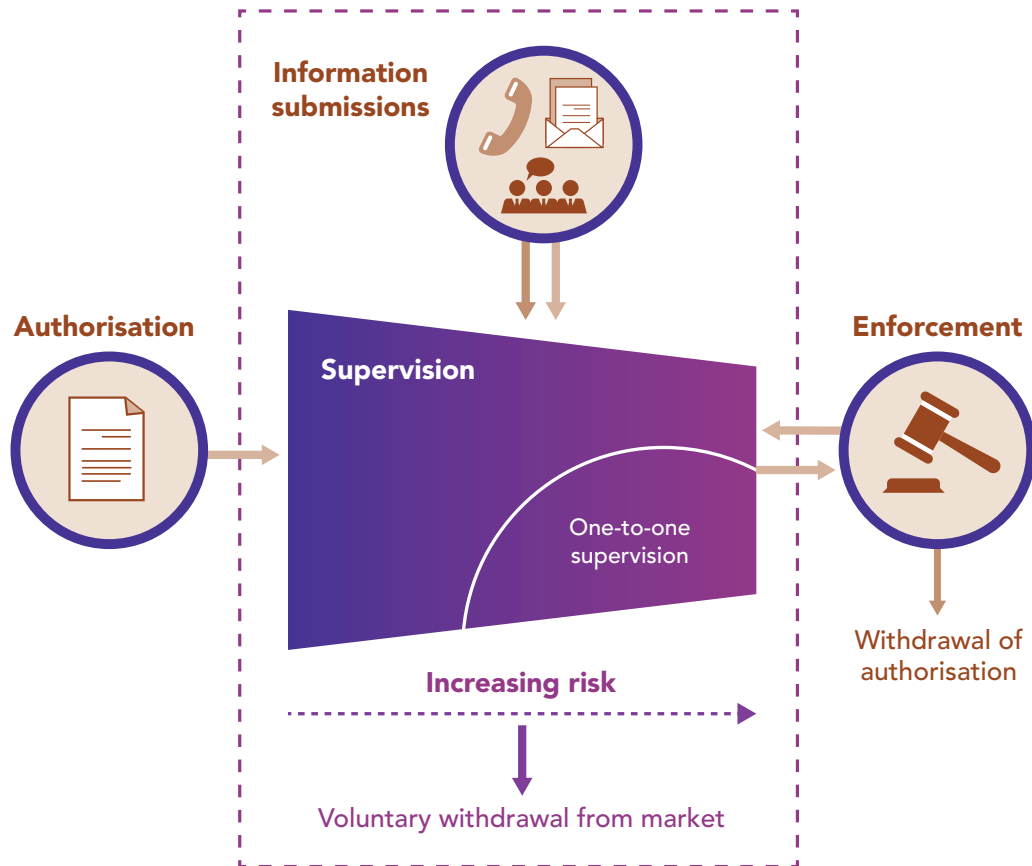 Information
submissions
Authorisation
Enforcement
Supervision
One-to-one
supervision
Withdrawal of
authorisation
Increasing risk
Voluntary withdrawal from market